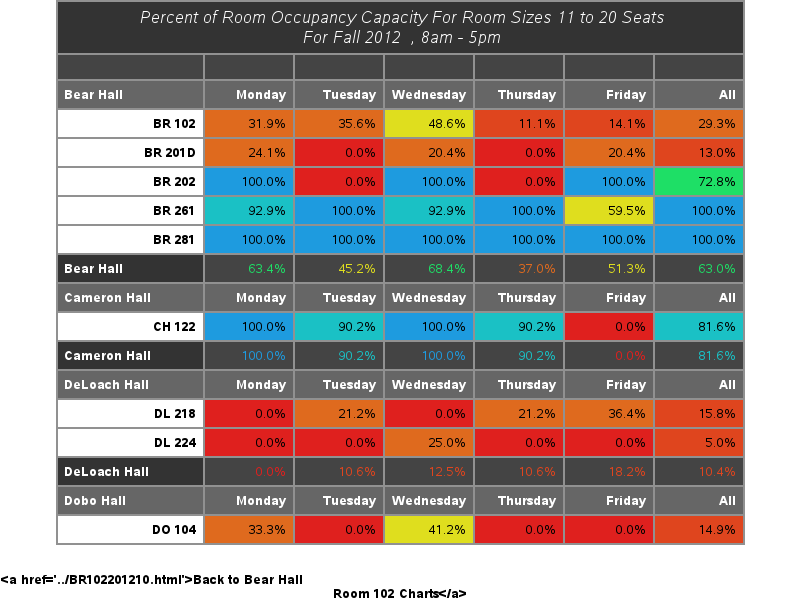 Percent of Room Occupancy Capacity For Room Sizes 11 to 20 Seats
For Fall 2012 , 8am - 5pm
Bear Hall Monday Tuesday Wednesday Thursday Friday All
BR 102 31.9% 35.6% 48.6% 11.1% 14.1% 29.3%
BR 201D 24.1% 0.0% 20.4% 0.0% 20.4% 13.0%
BR 202 100.0% 0.0% 100.0% 0.0% 100.0% 72.8%
BR 261 92.9% 100.0% 92.9% 100.0% 59.5% 100.0%
BR 281 100.0% 100.0% 100.0% 100.0% 100.0% 100.0%
Bear Hall 63.4% 45.2% 68.4% 37.0% 51.3% 63.0%
Cameron Hall Monday Tuesday Wednesday Thursday Friday All
CH 122 100.0% 90.2% 100.0% 90.2% 0.0% 81.6%
Cameron Hall 100.0% 90.2% 100.0% 90.2% 0.0% 81.6%
DeLoach Hall Monday Tuesday Wednesday Thursday Friday All
DL 218 0.0% 21.2% 0.0% 21.2% 36.4% 15.8%
DL 224 0.0% 0.0% 25.0% 0.0% 0.0% 5.0%
DeLoach Hall 0.0% 10.6% 12.5% 10.6% 18.2% 10.4%
Dobo Hall Monday Tuesday Wednesday Thursday Friday All
DO 104 33.3% 0.0% 41.2% 0.0% 0.0% 14.9%
<a href='../BR102201210.html'>Back to Bear Hall
Room 102 Charts</a>